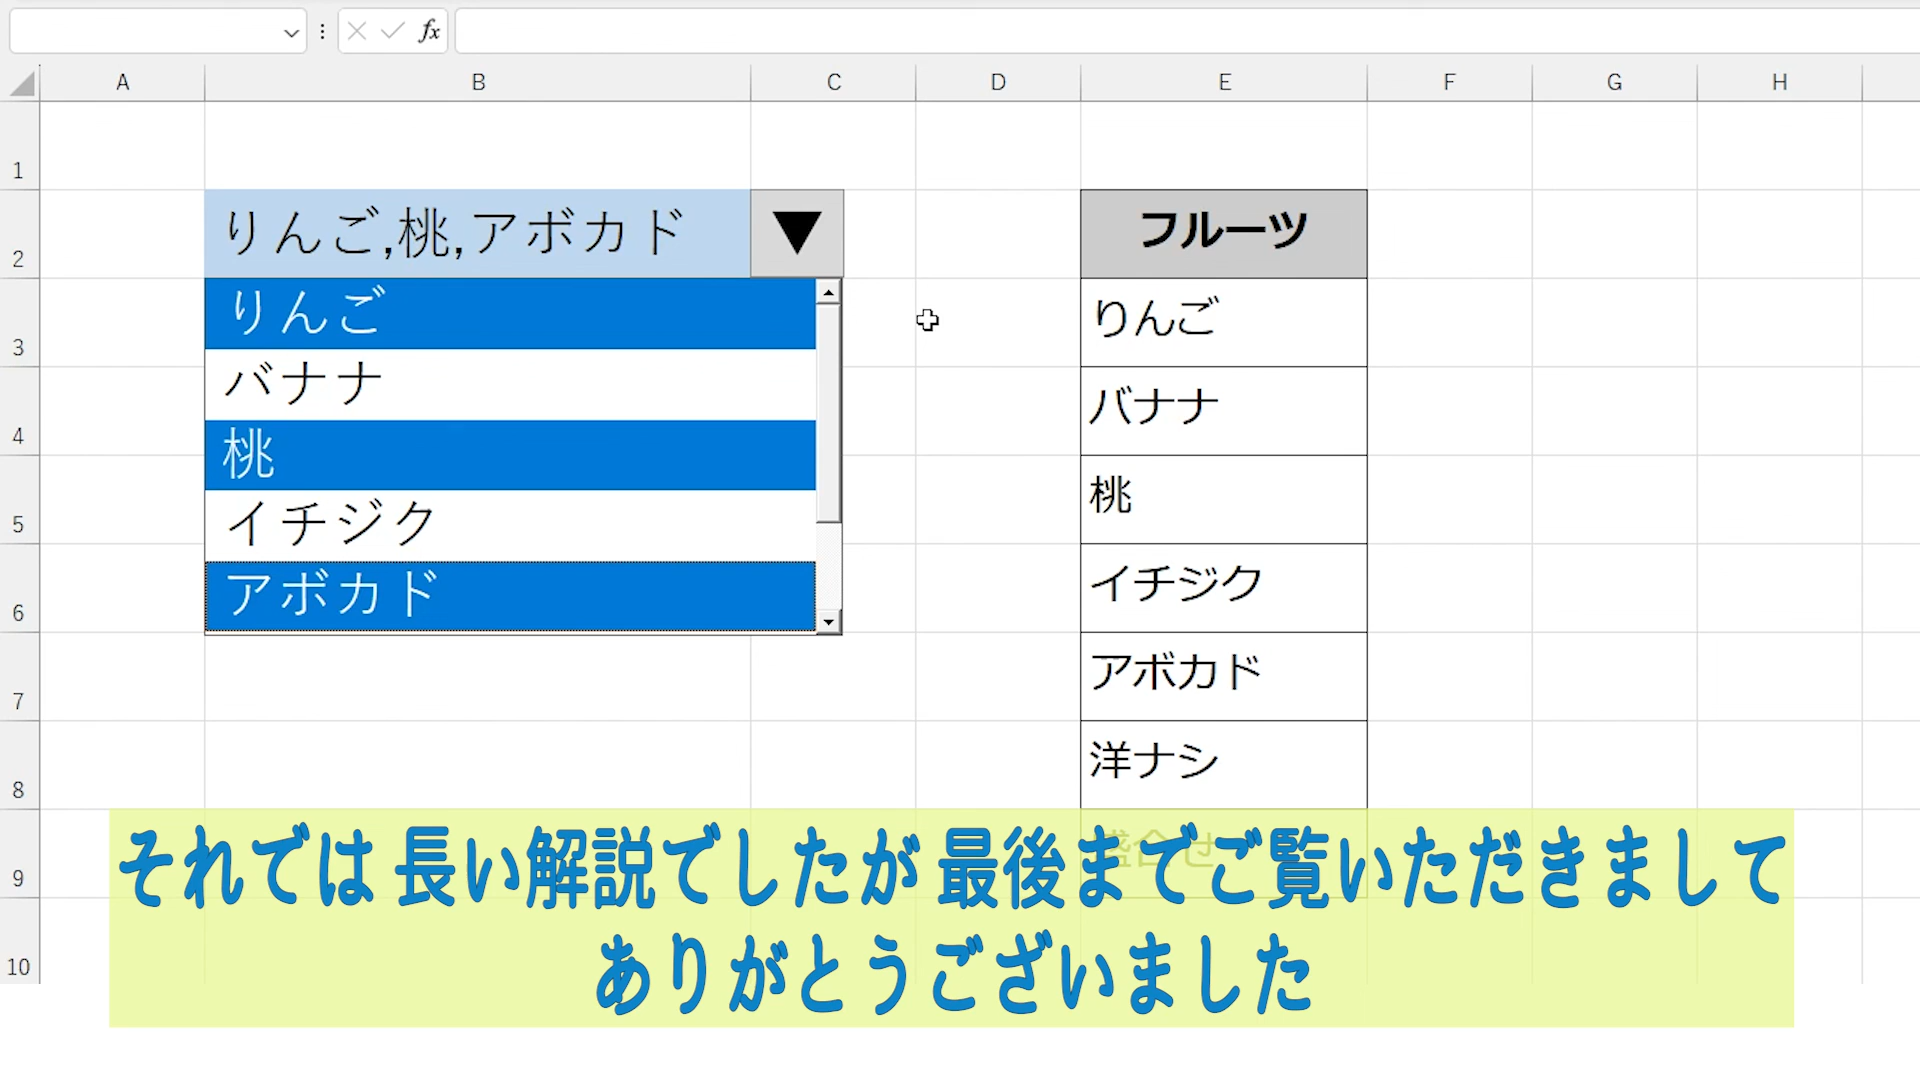 fx
A B C D E F G H
1
2 りんご,桃,アボカド ▼ フルーツ
りんご
バナナ
桃
イチジク
アボカド
3 りんご
4 バナナ
5 桃
6 イチジク
7 アボカド
8 洋ナシ
9 盛合せ
10
それでは 長い解説でしたが 最後までご覧いただきまして
ありがとうございました